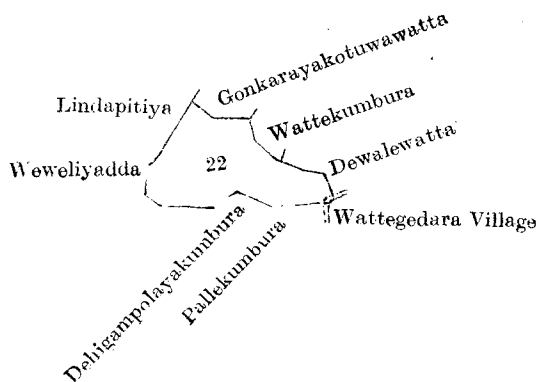 Gonkarayakotuwawatta
Lindapitiya
Wattekumbura
Weweliyadda
22
Dewalewatta
Wattegedara Village
Dehigampolayakumbura
Pallekumbura